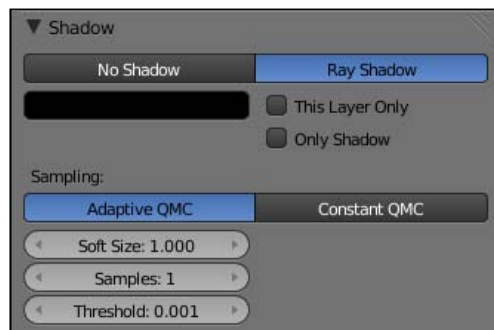 Shadow
No Shadow Ray Shadow
This Layer Only
Only Shadow
Sampling:
Adaptive QMC Constant QMC
Soft Size: 1.000
Samples: 1
Threshold: 0.001